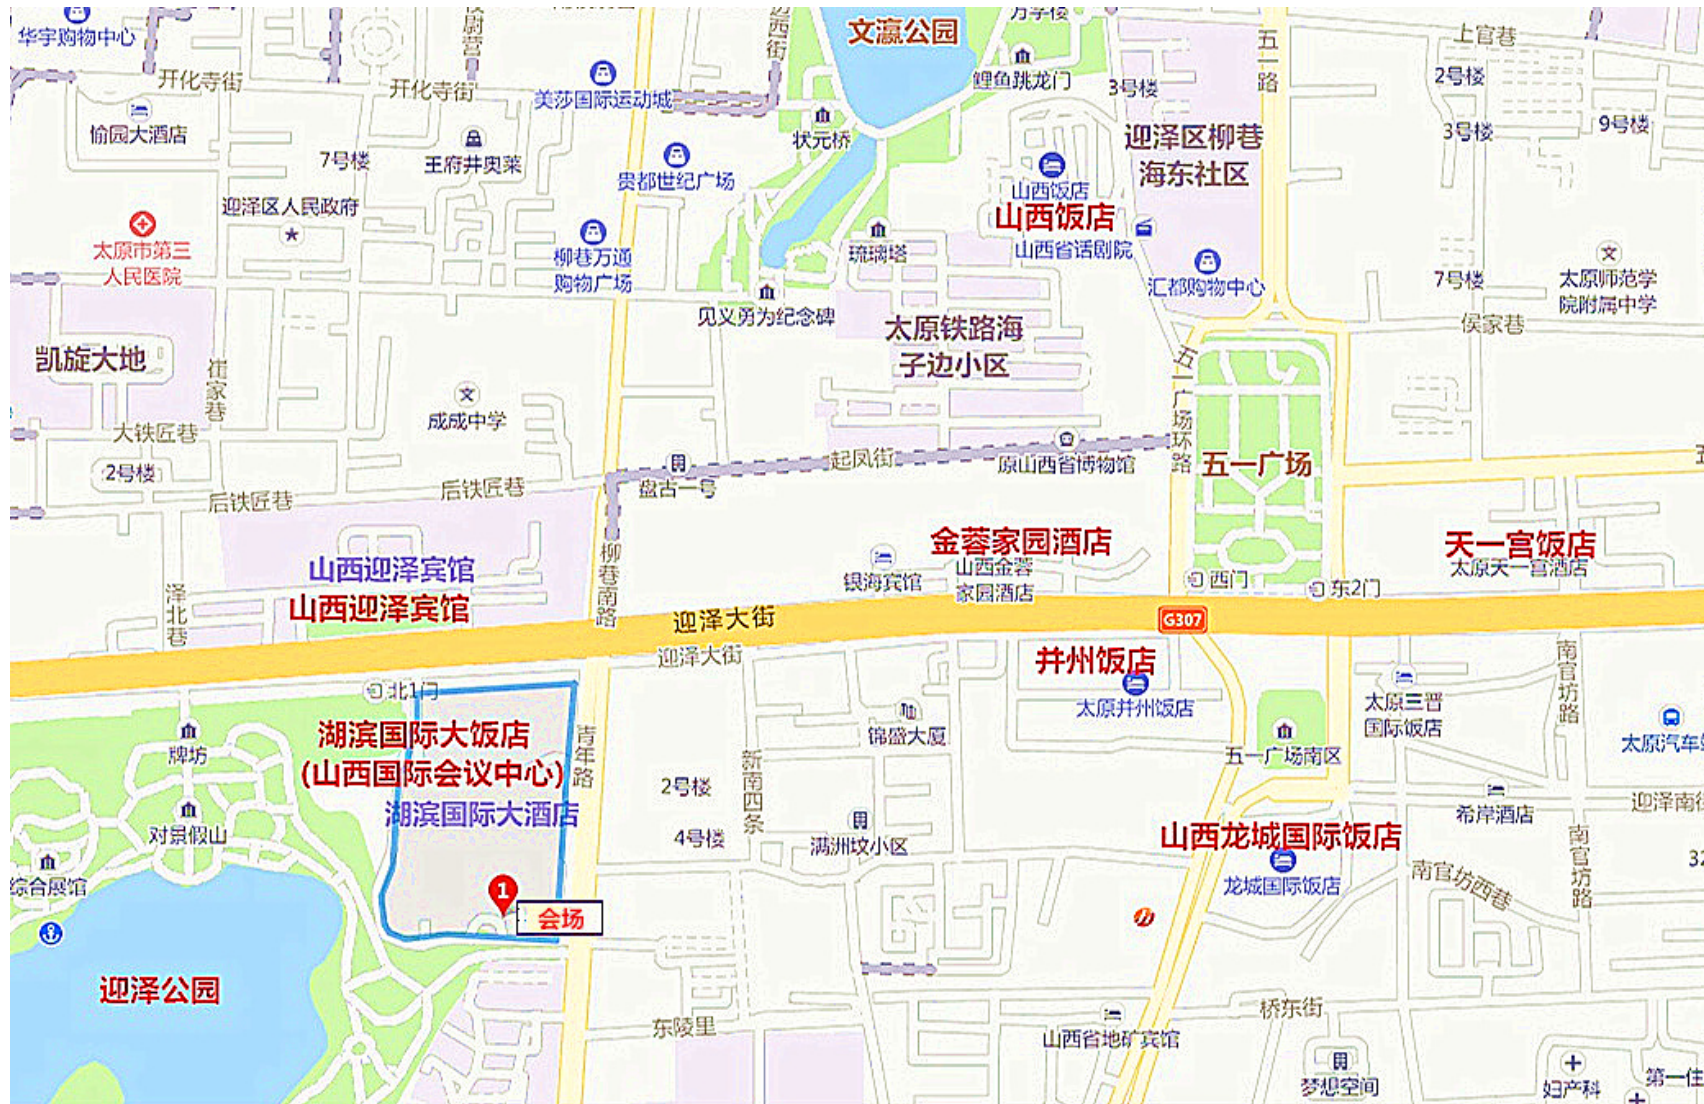 华宇购物中心
开化寺街
开化寺街
校尉营
文瀛公园
万字楼
鲤鱼跳龙门
五一路
上官巷
2号楼
3号楼
3号楼
9号楼
美莎国际运动城
愉园大酒店
7号楼
王府井奥莱
状元桥
贵都世纪广场
迎泽区柳巷
海东社区
山西饭店
山西饭店
山西省话剧院
迎泽区人民政府
太原市第三
人民医院
柳巷万通
购物广场
琉璃塔
汇都购物中心
7号楼
太原师范学
院附属中学
见义勇为纪念碑
太原铁路海
子边小区
侯家巷
凯旋大地
崔家巷
五一广场环路
成成中学
大铁匠巷
2号楼
后铁匠巷
后铁匠巷
盘古一号
起凤街
原山西省博物馆
五一广场
柳巷南路
山西迎泽宾馆
山西迎泽宾馆
泽北巷
银海宾馆
金蓉家园酒店
山西金蓉
家园酒店
西门
东2门
天一宫饭店
太原天一宫酒店
迎泽大街
迎泽大街
G307
并州饭店
太原并州饭店
南官坊路
太原三晋
国际饭店
太原汽车
北1门
牌坊
湖滨国际大饭店
(山西国际会议中心)
湖滨国际大酒店
青年路
锦盛大厦
五一广场南区
新南四条
2号楼
4号楼
对景假山
综合展馆
满洲坟小区
山西龙城国际饭店
龙城国际饭店
希岸酒店
迎泽南街
南官坊路
南官坊西巷
1
会场
迎泽公园
东陵里
山西省地矿宾馆
桥东街
梦想空间
妇产科
第一住